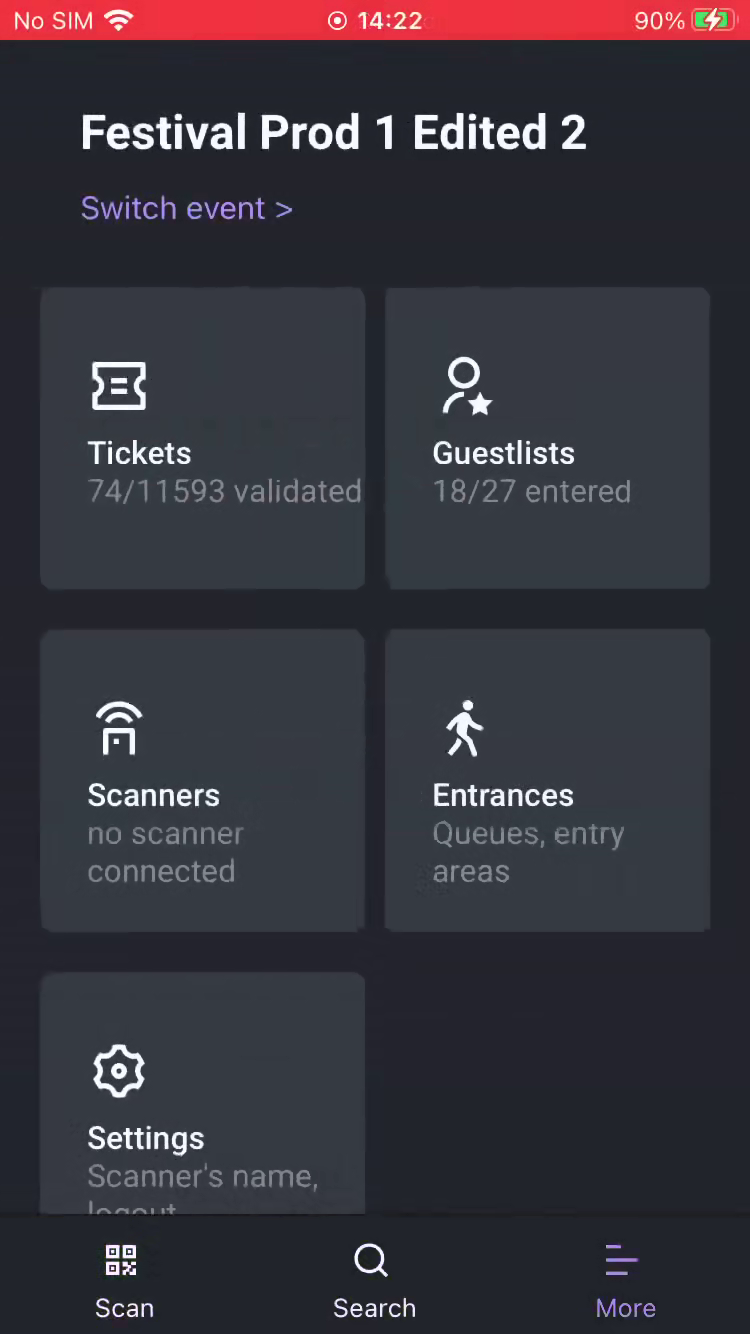 No SIM 14:22 90%
Festival Prod 1 Edited 2
Switch event >
Tickets
74/11593 validated
Guestlists
18/27 entered
Scanners
no scanner
connected
Entrances
Queues, entry
areas
Settings
Scanner's name,
logout
Scan Search More